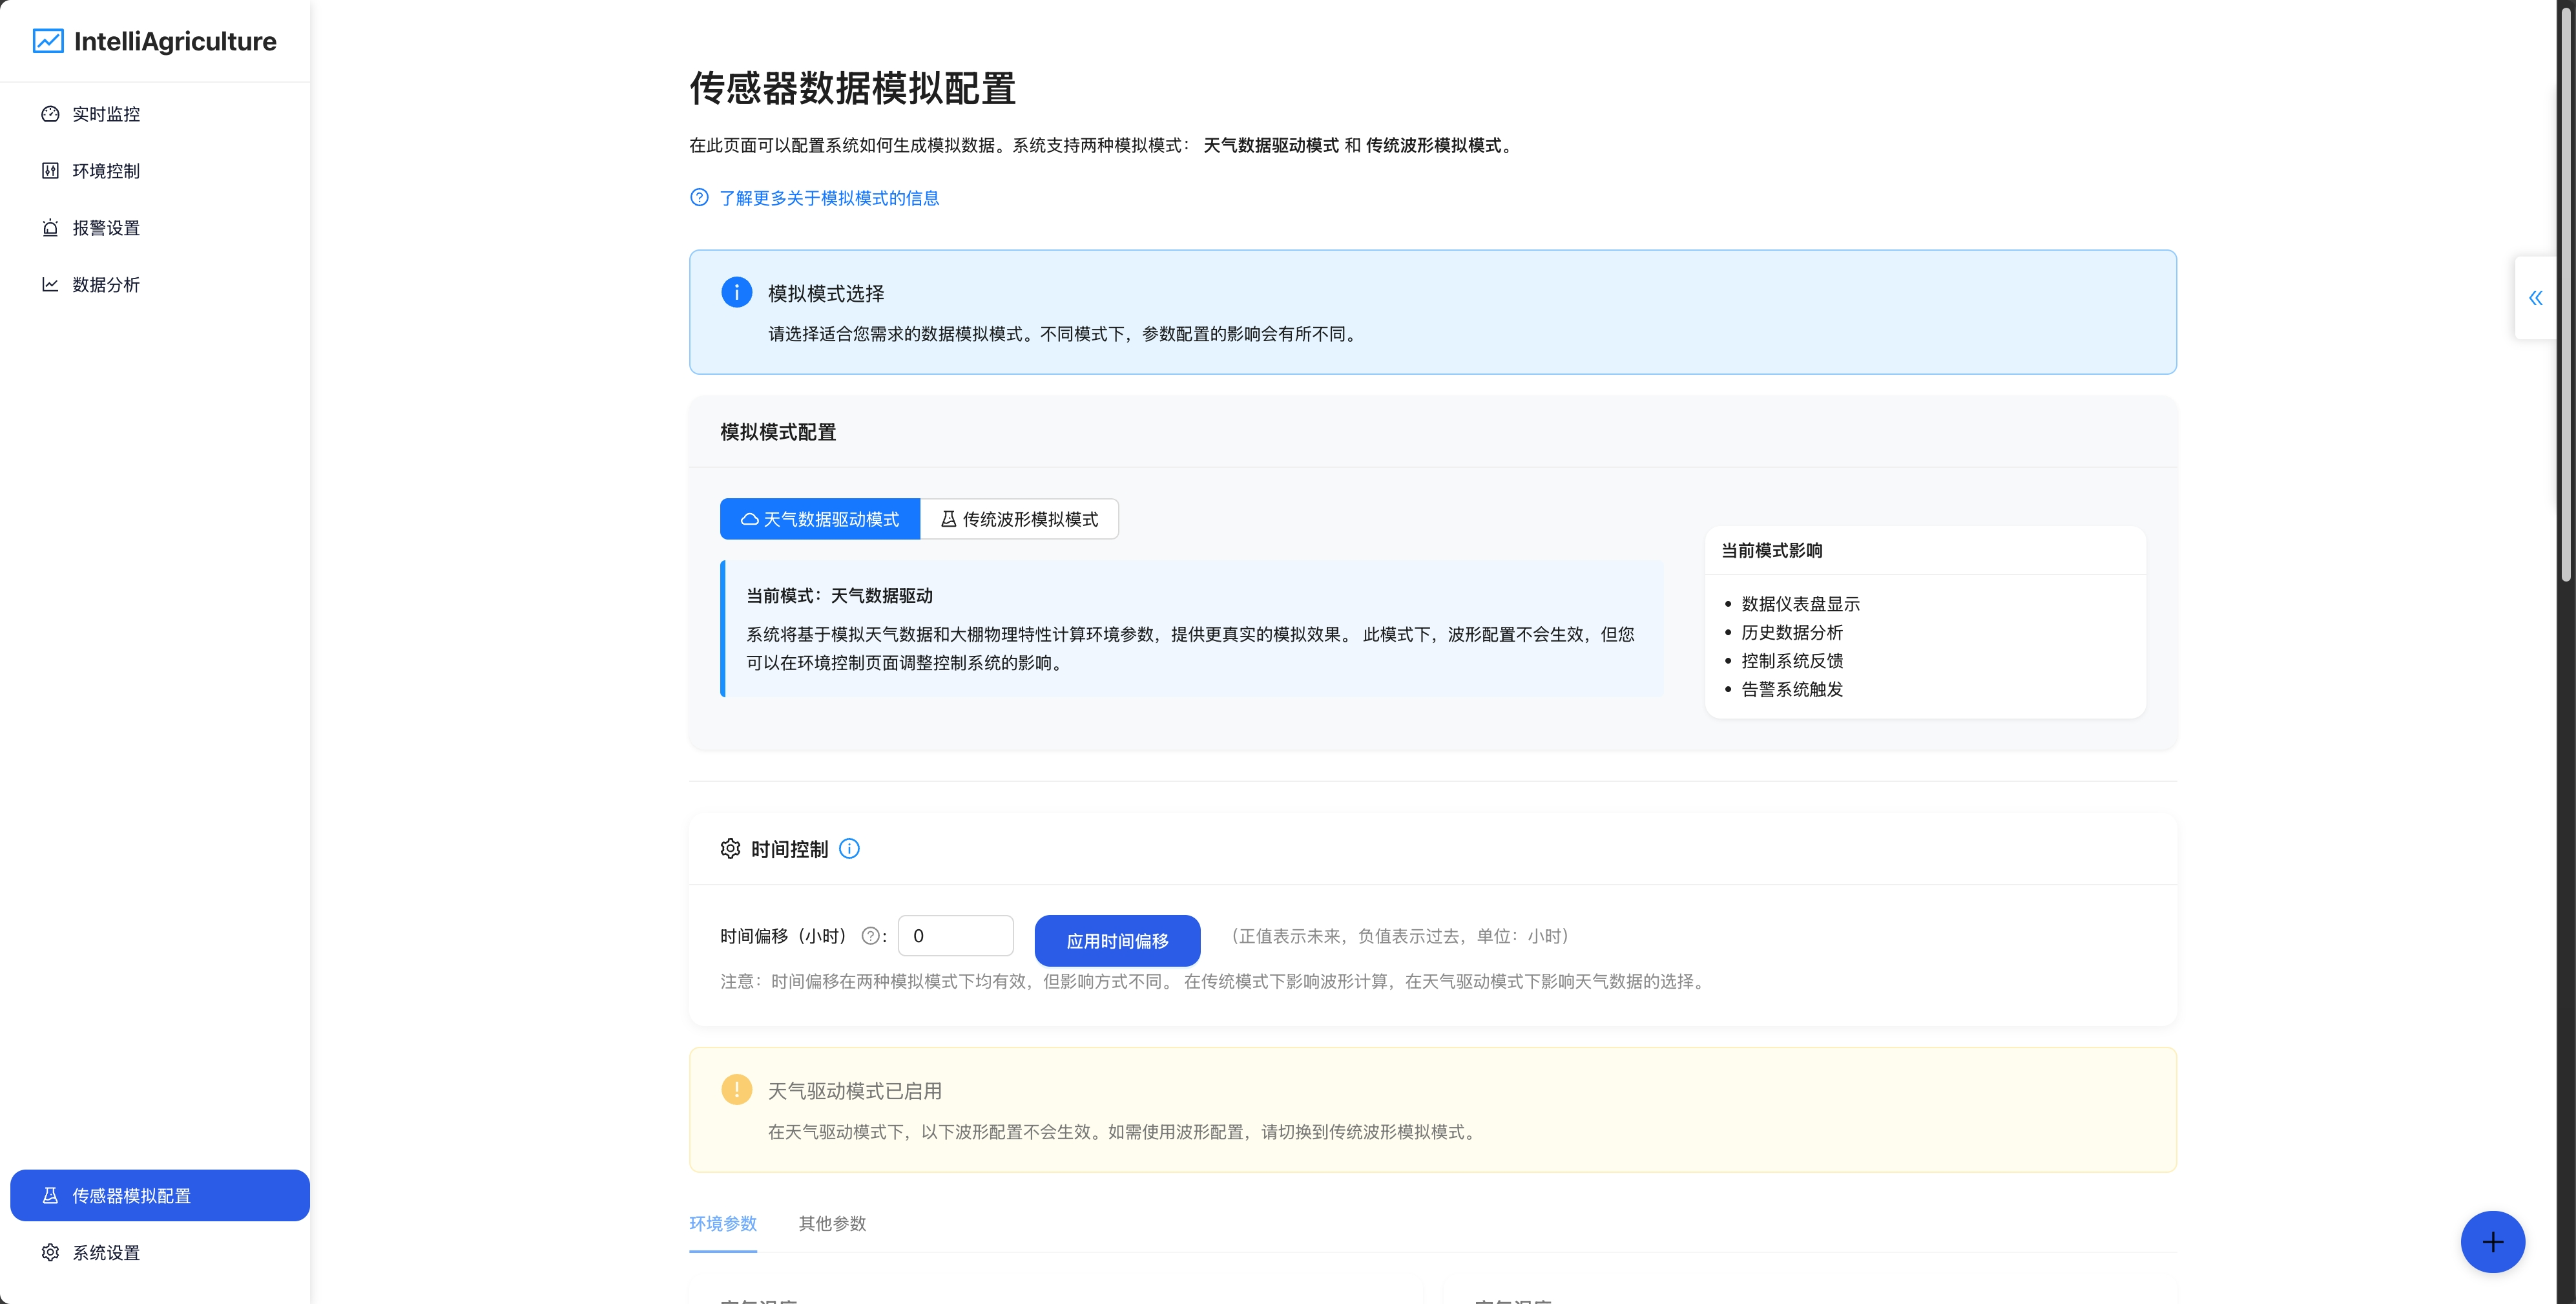 IntelliAgriculture
实时监控
环境控制
报警设置
数据分析
传感器模拟配置
系统设置
传感器数据模拟配置
在此页面可以配置系统如何生成模拟数据。系统支持两种模拟模式： 天气数据驱动模式 和 传统波形模拟模式。
了解更多关于模拟模式的信息
模拟模式选择
请选择适合您需求的数据模拟模式。不同模式下，参数配置的影响会有所不同。
模拟模式配置
天气数据驱动模式
传统波形模拟模式
当前模式：天气数据驱动
系统将基于模拟天气数据和大棚物理特性计算环境参数，提供更真实的模拟效果。 此模式下，波形配置不会生效，但您
可以在环境控制页面调整控制系统的影响。
当前模式影响
数据仪表盘显示
历史数据分析
控制系统反馈
告警系统触发
时间控制
时间偏移（小时） : 0 应用时间偏移 （正值表示未来，负值表示过去，单位：小时）
注意：时间偏移在两种模拟模式下均有效，但影响方式不同。 在传统模式下影响波形计算，在天气驱动模式下影响天气数据的选择。
天气驱动模式已启用
在天气驱动模式下，以下波形配置不会生效。如需使用波形配置，请切换到传统波形模拟模式。
环境参数 其他参数